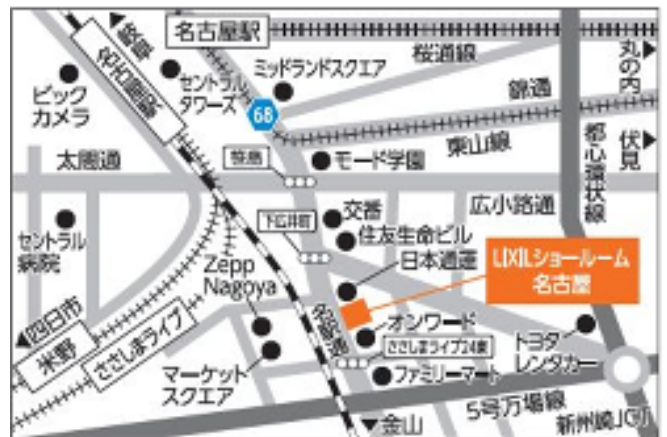 名古屋駅
岐阜
名古屋駅
桜通線
丸の内
ビック
カメラ
セントラル
タワーズ
ミッドランドスクエア
錦通
68
東山線
都心環状線
伏見
太閤通
笹島
モード学園
広小路通
交番
下広井町
住友生命ビル
セントラル
病院
日本通運
LIXILショールーム
名古屋
Zepp
Nagoya
名駅通
四日市
米野
ささしまライブ
オンワード
ささしまライブ24東
トヨタ
レンタカー
マーケット
スクエア
ファミリーマート
5号万場線
金山
新州崎JCT